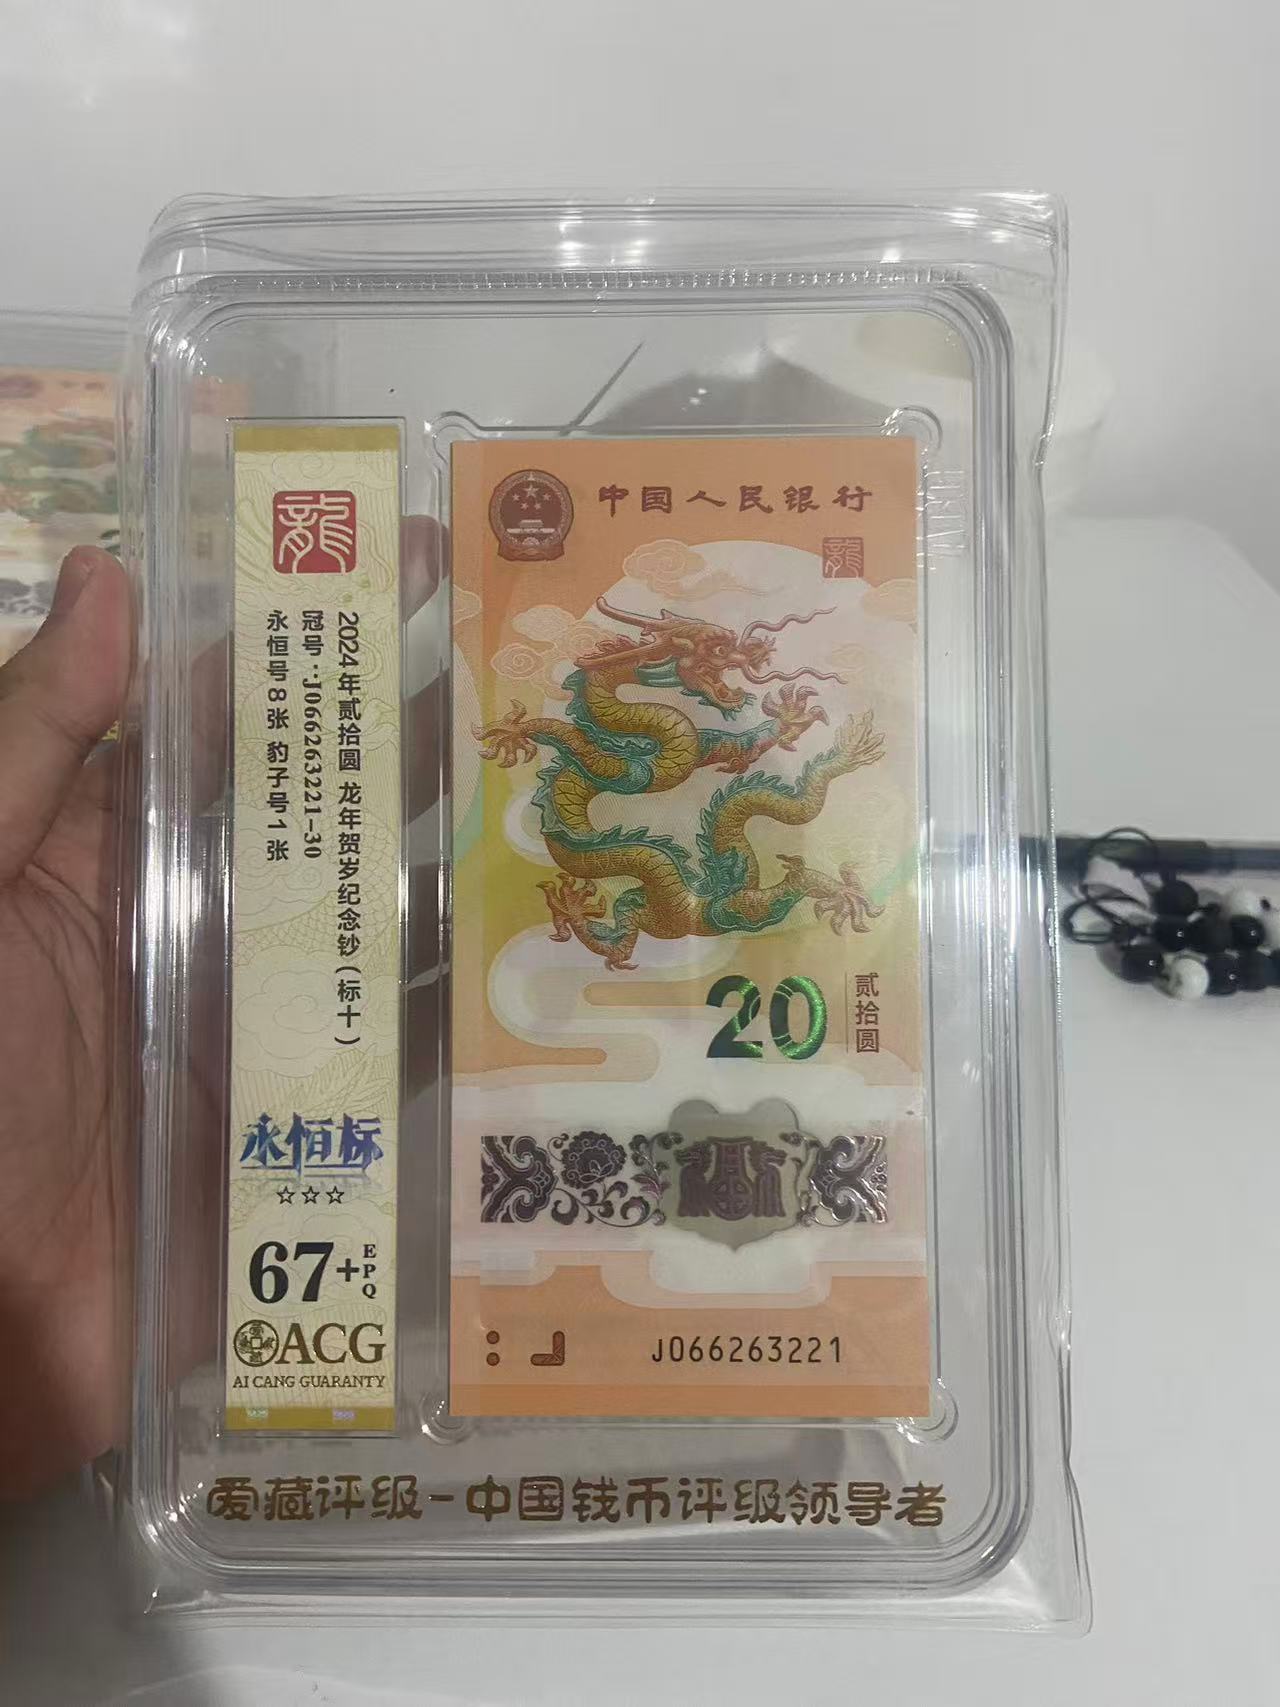 龍
2024年贰拾圆 龙年贺岁纪念钞(标十)
冠号:J066263221-30
永恒号8张 豹子号1张
永恒标
☆☆☆
67+EPQ
ACG
AI CANG GUARANTY
中国人民银行
龍
20
贰拾圆
J066263221
爱藏评级-中国钱币评级领导者